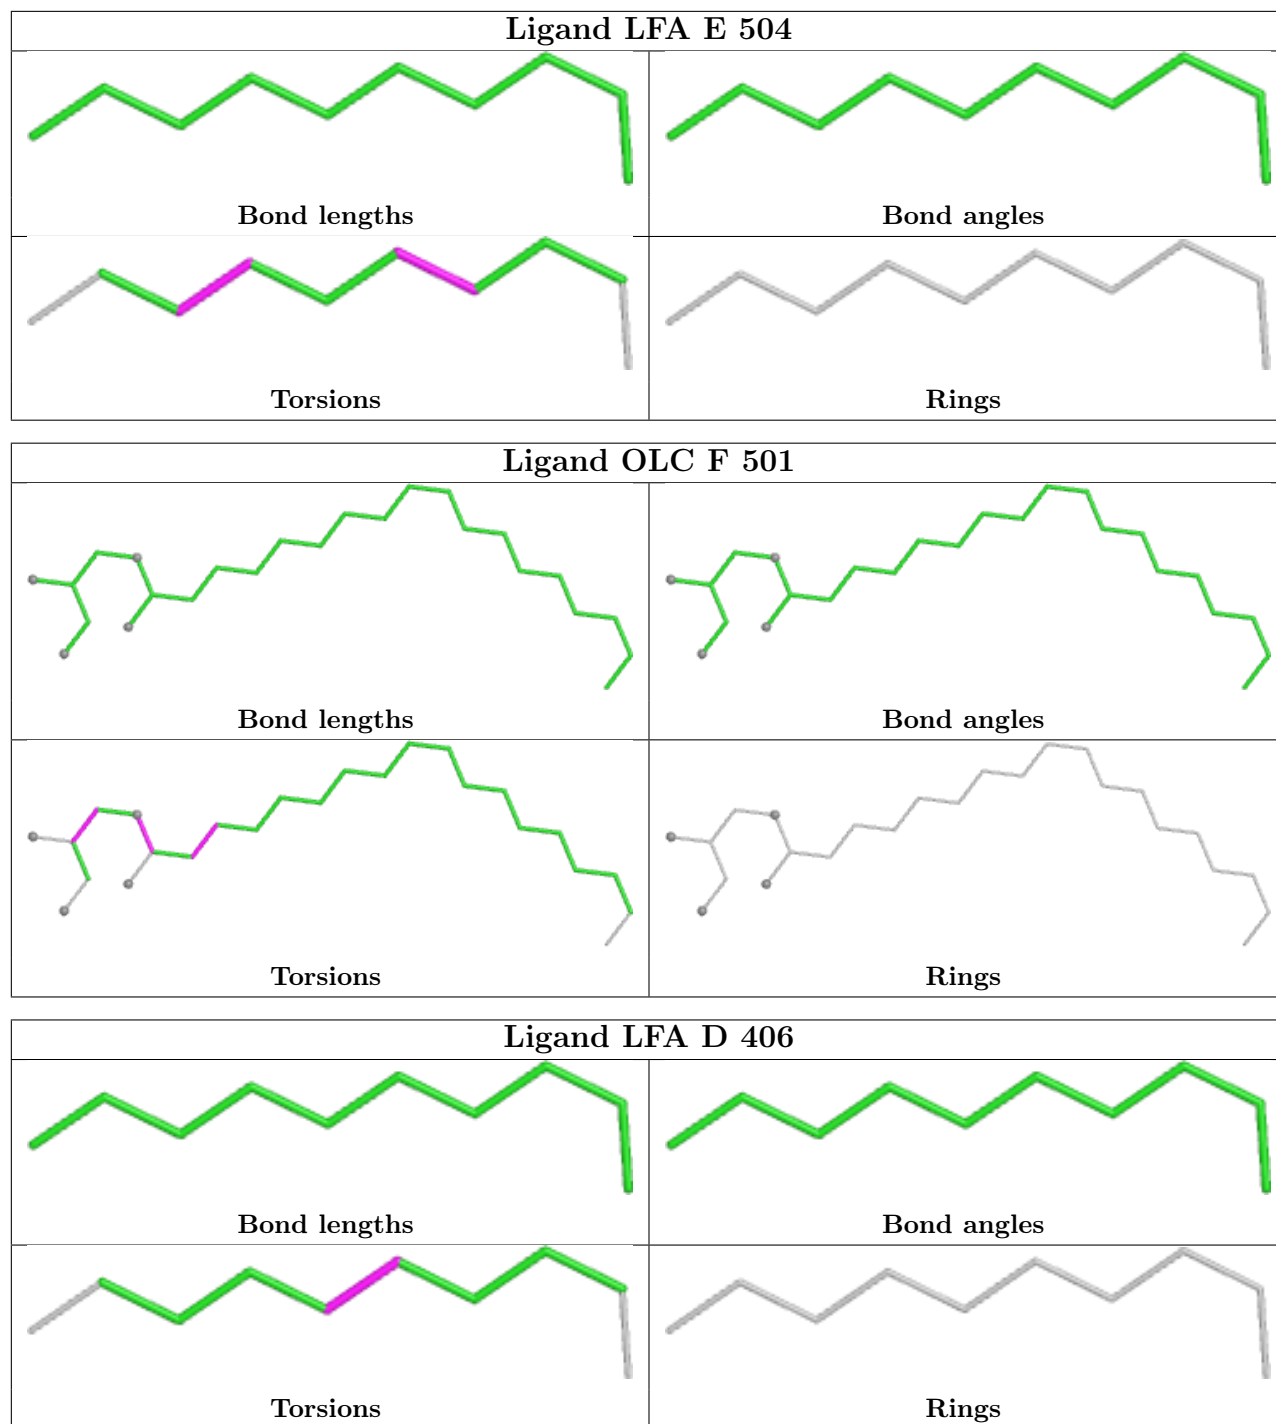 Ligand LFA E 504
Bond lengths
Bond angles
Torsions
Rings
Ligand OLC F 501
Bond lengths
Bond angles
Torsions
Rings
Ligand LFA D 406
Bond lengths
Bond angles
Torsions
Rings